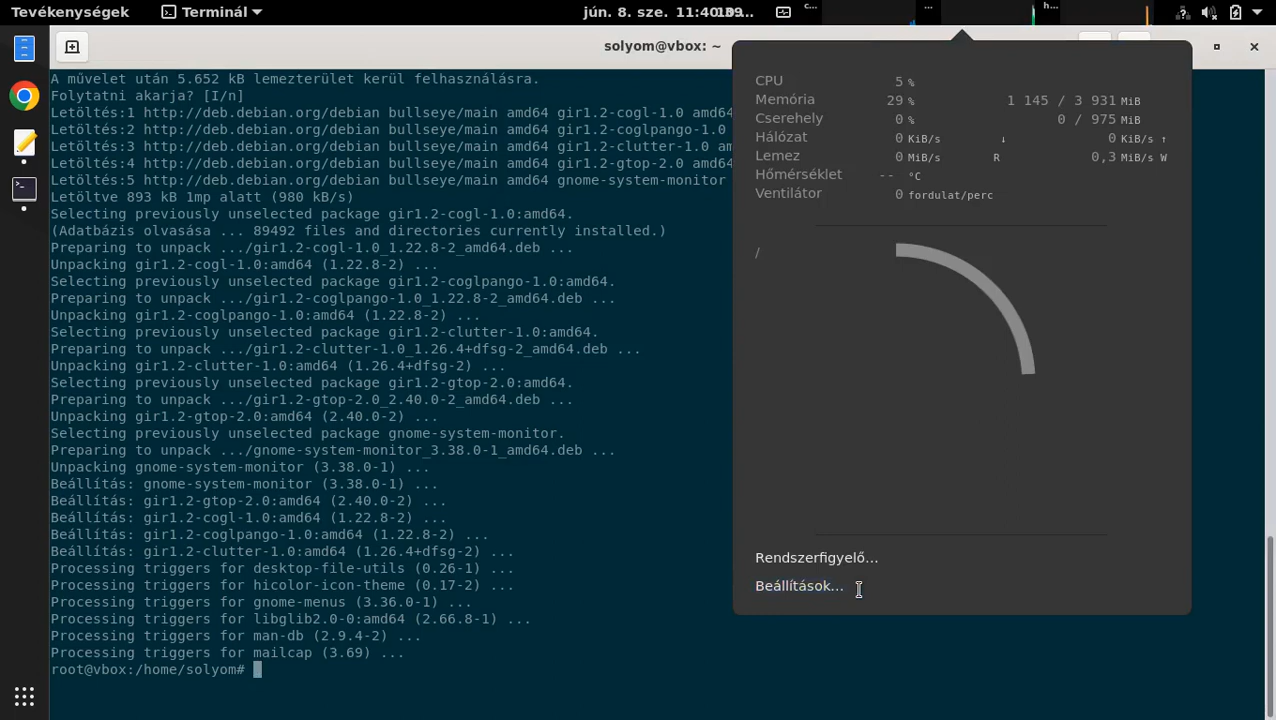 Tevékenységek
Terminál
jún. 8. sze. 11:40
c...
...
h...
solyom@vbox: ~
A művelet után 5.652 kB lemezterület kerül felhasználásra.
Folytatni akarja? [I/n]
Letöltés:1 http://deb.debian.org/debian bullseye/main amd64 gir1.2-cogl-1.0 amd6
Letöltés:2 http://deb.debian.org/debian bullseye/main amd64 gir1.2-coglpango-1.0
Letöltés:3 http://deb.debian.org/debian bullseye/main amd64 gir1.2-clutter-1.0 am
Letöltés:4 http://deb.debian.org/debian bullseye/main amd64 gir1.2-gtop-2.0 amd64
Letöltés:5 http://deb.debian.org/debian bullseye/main amd64 gnome-system-monitor
Letöltve 893 kB 1mp alatt (980 kB/s)
Selecting previously unselected package gir1.2-cogl-1.0:amd64.
(Adatbázis olvasása ... 89492 files and directories currently installed.)
Preparing to unpack .../gir1.2-cogl-1.0_1.22.8-2_amd64.deb ...
Unpacking gir1.2-cogl-1.0:amd64 (1.22.8-2) ...
Selecting previously unselected package gir1.2-coglpango-1.0:amd64.
Preparing to unpack .../gir1.2-coglpango-1.0_1.22.8-2_amd64.deb ...
Unpacking gir1.2-coglpango-1.0:amd64 (1.22.8-2) ...
Selecting previously unselected package gir1.2-clutter-1.0:amd64.
Preparing to unpack .../gir1.2-clutter-1.0_1.26.4+dfsg-2_amd64.deb ...
Unpacking gir1.2-clutter-1.0:amd64 (1.26.4+dfsg-2) ...
Selecting previously unselected package gir1.2-gtop-2.0:amd64.
Preparing to unpack .../gir1.2-gtop-2.0_2.40.0-2_amd64.deb ...
Unpacking gir1.2-gtop-2.0:amd64 (2.40.0-2) ...
Selecting previously unselected package gnome-system-monitor.
Preparing to unpack .../gnome-system-monitor_3.38.0-1_amd64.deb ...
Unpacking gnome-system-monitor (3.38.0-1) ...
Beállítás: gnome-system-monitor (3.38.0-1) ...
Beállítás: gir1.2-gtop-2.0:amd64 (2.40.0-2) ...
Beállítás: gir1.2-cogl-1.0:amd64 (1.22.8-2) ...
Beállítás: gir1.2-coglpango-1.0:amd64 (1.22.8-2) ...
Beállítás: gir1.2-clutter-1.0:amd64 (1.26.4+dfsg-2) ...
Processing triggers for desktop-file-utils (0.26-1) ...
Processing triggers for hicolor-icon-theme (0.17-2) ...
Processing triggers for gnome-menus (3.36.0-1) ...
Processing triggers for libglib2.0-0:amd64 (2.66.8-1) ...
Processing triggers for man-db (2.9.4-2) ...
Processing triggers for mailcap (3.69) ...
root@vbox:/home/solyom#
CPU 5 %
Memória 29 % 1 145 / 3 931 MiB
Cserehely 0 % 0 / 975 MiB
Hálózat 0 KiB/s ↓ 0 KiB/s ↑
Lemez 0 MiB/s R 0,3 MiB/s W
Hőmérséklet -- °C
Ventilátor 0 fordulat/perc
/
Rendszerfigyelő...
Beállítások...